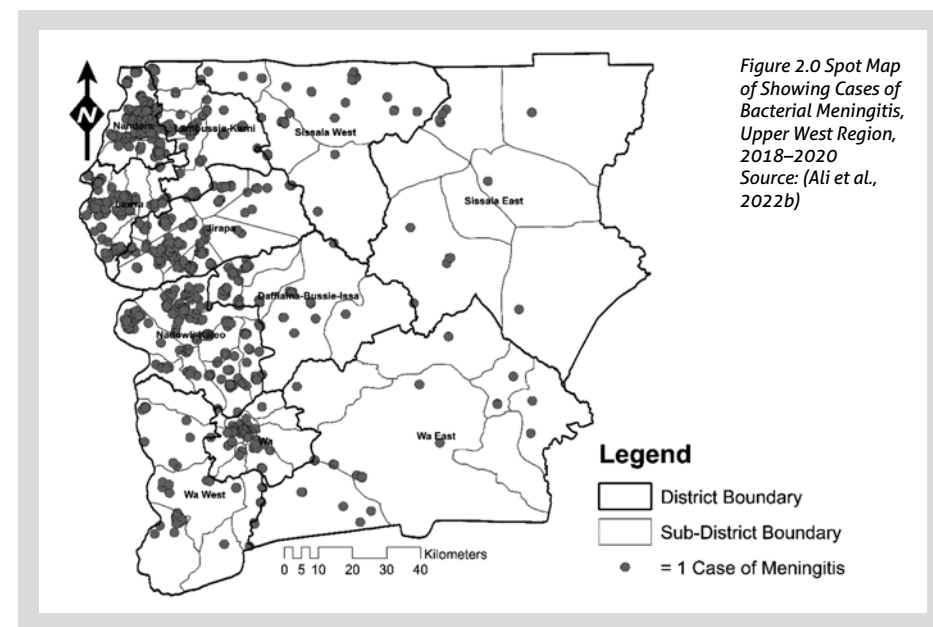 Figure 2.0 Spot Map
of Showing Cases of
Bacterial Meningitis,
Upper West Region,
2018–2020
Source: (Ali et al.,
2022b)
N
Nandom
Lambussie-Karni
Sissala West
Sissala East
Lawra
Jirapa
Daffiama-Bussie-Issa
Nadowli-Kaleo
Wa
Wa East
Wa West
Legend
District Boundary
Sub-District Boundary
= 1 Case of Meningitis
Kilometers
0 5 10 20 30 40